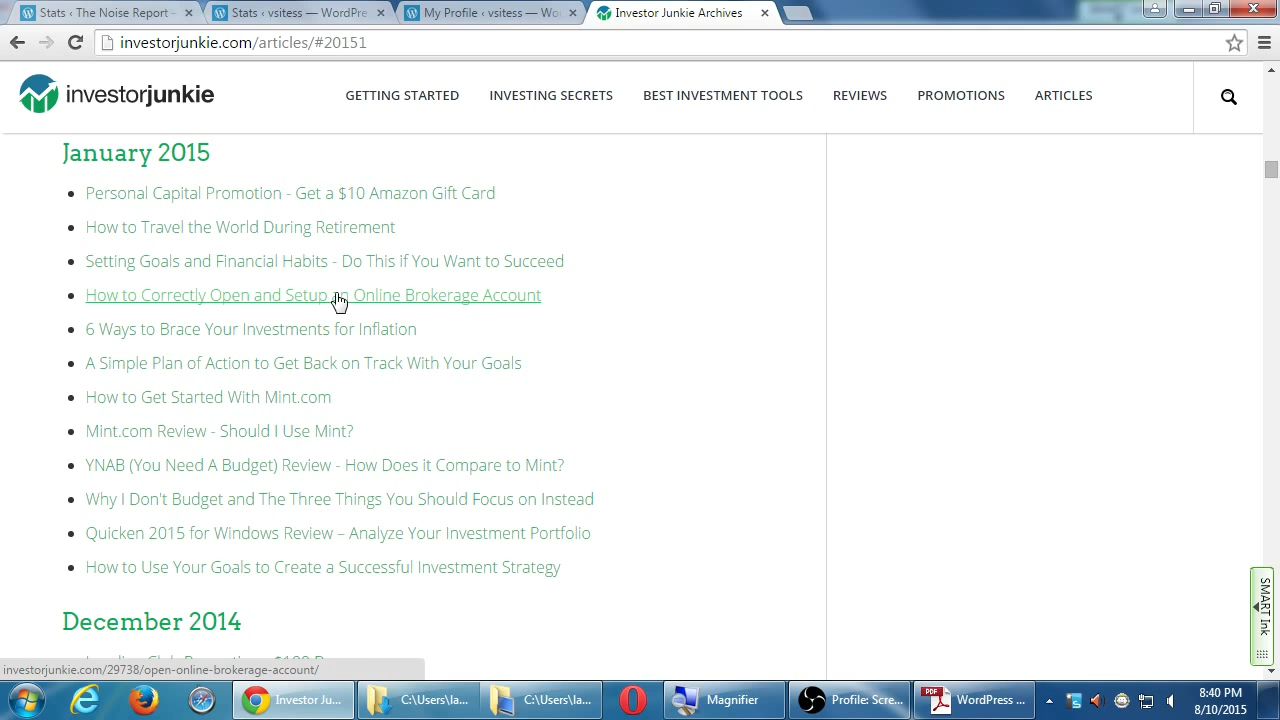 Stats ‹ The Noise Report -
Stats ‹ vsitess — WordPre
My Profile ‹ vsitess — Wo
Investor Junkie Archives
investorjunkie.com/articles/#20151
investorjunkie
GETTING STARTED
INVESTING SECRETS
BEST INVESTMENT TOOLS
REVIEWS
PROMOTIONS
ARTICLES
January 2015
Personal Capital Promotion - Get a $10 Amazon Gift Card
How to Travel the World During Retirement
Setting Goals and Financial Habits - Do This if You Want to Succeed
How to Correctly Open and Setup an Online Brokerage Account
6 Ways to Brace Your Investments for Inflation
A Simple Plan of Action to Get Back on Track With Your Goals
How to Get Started With Mint.com
Mint.com Review - Should I Use Mint?
YNAB (You Need A Budget) Review - How Does it Compare to Mint?
Why I Don't Budget and The Three Things You Should Focus on Instead
Quicken 2015 for Windows Review – Analyze Your Investment Portfolio
How to Use Your Goals to Create a Successful Investment Strategy
December 2014
SMART Ink
investorjunkie.com/29738/open-online-brokerage-account/
Investor Ju...
C:\Users\Ia...
C:\Users\Ia...
Magnifier
Profile: Scre...
PDF
WordPress ...
8:40 PM
8/10/2015